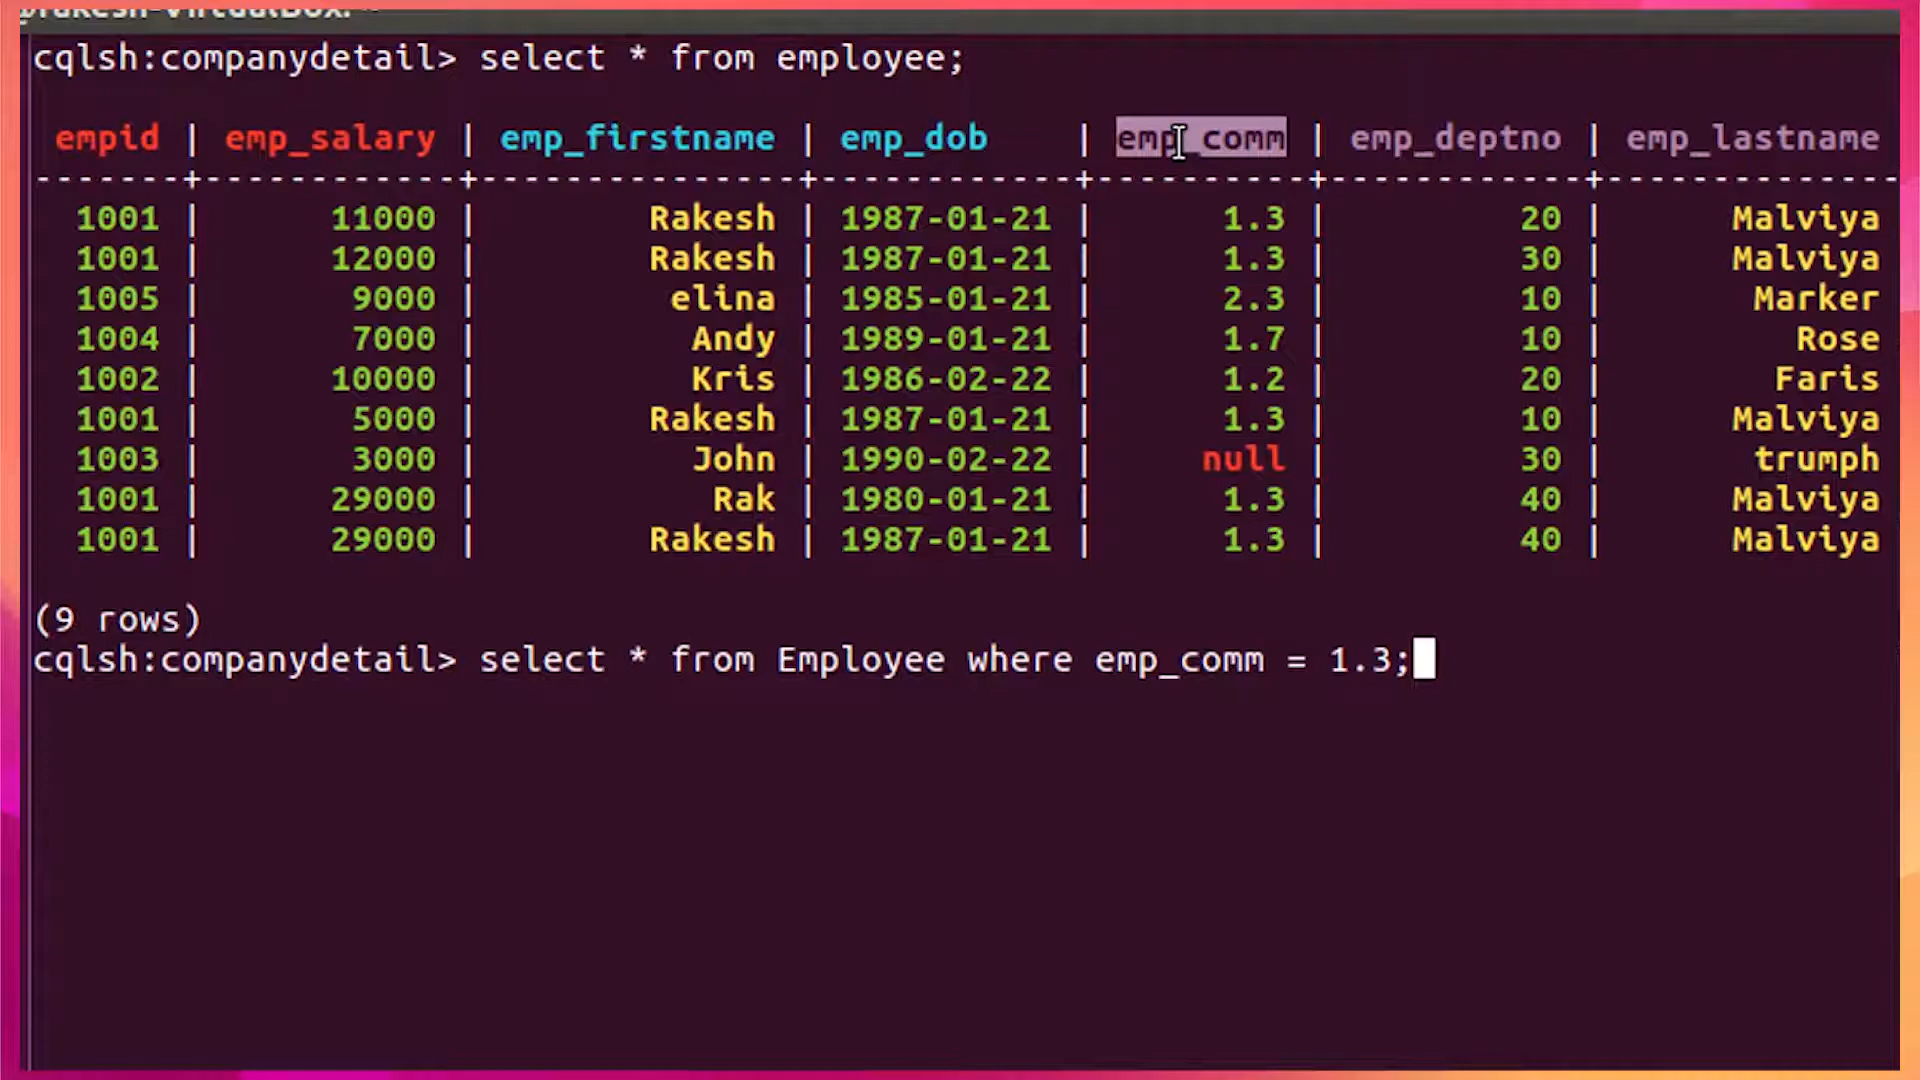 cqlsh:companydetail> select * from employee;
empid | emp_salary | emp_firstname | emp_dob | emp_comm | emp_deptno | emp_lastname
-------+------------+---------------+------------+----------+------------+--------------
1001 | 11000 | Rakesh | 1987-01-21 | 1.3 | 20 | Malviya
1001 | 12000 | Rakesh | 1987-01-21 | 1.3 | 30 | Malviya
1005 | 9000 | elina | 1985-01-21 | 2.3 | 10 | Marker
1004 | 7000 | Andy | 1989-01-21 | 1.7 | 10 | Rose
1002 | 10000 | Kris | 1986-02-22 | 1.2 | 20 | Faris
1001 | 5000 | Rakesh | 1987-01-21 | 1.3 | 10 | Malviya
1003 | 3000 | John | 1990-02-22 | null | 30 | trumph
1001 | 29000 | Rak | 1980-01-21 | 1.3 | 40 | Malviya
1001 | 29000 | Rakesh | 1987-01-21 | 1.3 | 40 | Malviya
(9 rows)
cqlsh:companydetail> select * from Employee where emp_comm = 1.3;